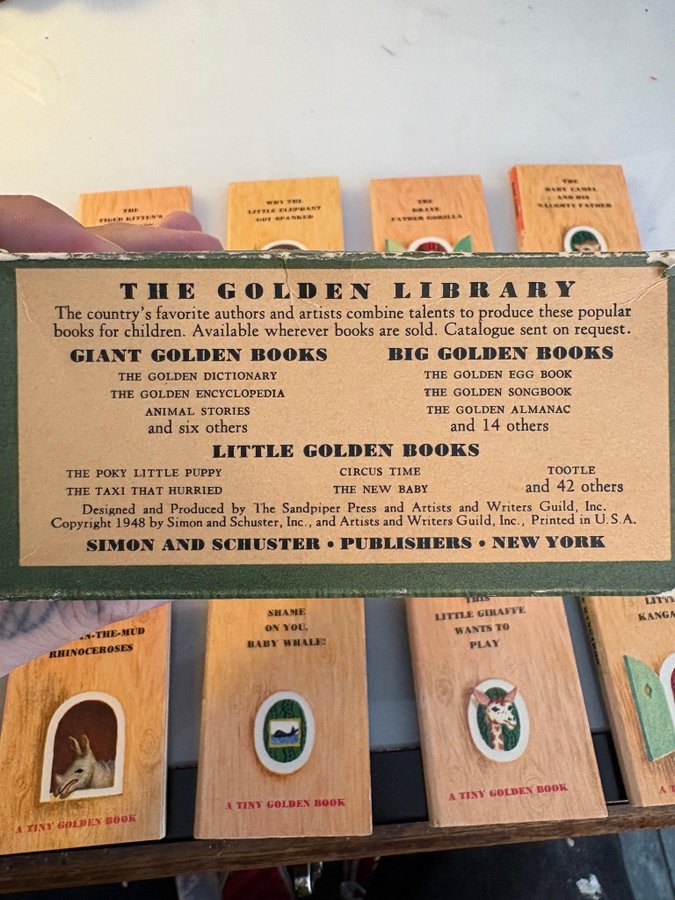 THE
TIGER KITTEN'S
WHY THE
LITTLE ELEPHANT
GOT SPANKED
THE
BRAVE
FATHER GORILLA
THE
BABY CAMEL
AND HIS
NAUGHTY FATHER
THE GOLDEN LIBRARY
The country's favorite authors and artists combine talents to produce these popular
books for children. Available wherever books are sold. Catalogue sent on request.
GIANT GOLDEN BOOKS
THE GOLDEN DICTIONARY
THE GOLDEN ENCYCLOPEDIA
ANIMAL STORIES
and six others
BIG GOLDEN BOOKS
THE GOLDEN EGG BOOK
THE GOLDEN SONGBOOK
THE GOLDEN ALMANAC
and 14 others
LITTLE GOLDEN BOOKS
THE POKY LITTLE PUPPY
THE TAXI THAT HURRIED
CIRCUS TIME
THE NEW BABY
TOOTLE
and 42 others
Designed and Produced by The Sandpiper Press and Artists and Writers Guild, Inc.
Copyright 1948 by Simon and Schuster, Inc., and Artists and Writers Guild, Inc., Printed in U. S. A.
SIMON AND SCHUSTER • PUBLISHERS • NEW YORK
-IN-THE-MUD
RHINOCEROSES
A TINY GOLDEN BOOK
SHAME
ON YOU,
BABY WHALE!
A TINY GOLDEN BOOK
THIS
LITTLE GIRAFFE
WANTS TO
PLAY
A TINY GOLDEN BOOK